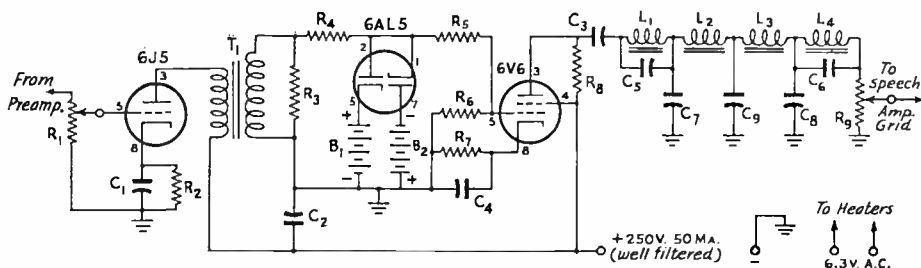 From
Preamp.
R1
5
6J5
3
8
C1
R2
T1
R3
C2
R4
6AL5
2
1
5
7
+
-
B1
B2
-
+
R5
R6
R7
C4
5
6V6
3
4
8
R8
C3
L1
L2
L3
L4
C5
C6
C7
C9
C8
R9
To
Speech
Amp.
Grid
+250V. 50 MA.
(well filtered)
-
To Heaters
6.3V. A.C.